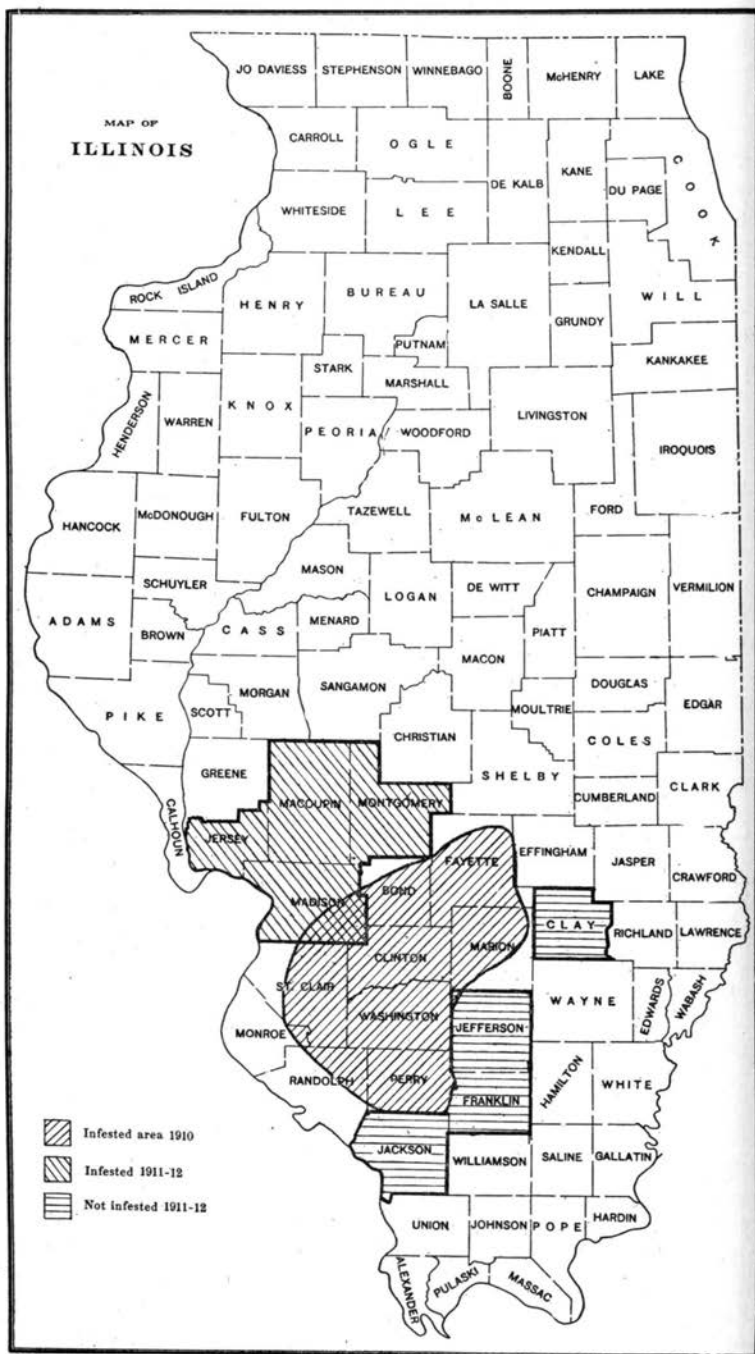 MAP OF
ILLINOIS
JO DAVIESS
STEPHENSON
WINNEBAGO
BOONE
McHENRY
LAKE
CARROLL
OGLE
DE KALB
KANE
DU PAGE
COOK
WHITESIDE
LEE
KENDALL
ROCK ISLAND
HENRY
BUREAU
LA SALLE
GRUNDY
WILL
MERCER
PUTNAM
STARK
MARSHALL
KANKAKEE
HENDERSON
WARREN
KNOX
PEORIA
WOODFORD
LIVINGSTON
IROQUOIS
HANCOCK
McDONOUGH
FULTON
TAZEWELL
McLEAN
FORD
SCHUYLER
MASON
LOGAN
DE WITT
CHAMPAIGN
VERMILION
ADAMS
BROWN
CASS
MENARD
PIATT
MACON
PIKE
SCOTT
MORGAN
SANGAMON
MOULTRIE
DOUGLAS
EDGAR
CHRISTIAN
COLES
GREENE
SHELBY
CUMBERLAND
CLARK
CALHOUN
JERSEY
MACOUPIN
MONTGOMERY
FAYETTE
EFFINGHAM
JASPER
CRAWFORD
MADISON
BOND
CLAY
RICHLAND
LAWRENCE
CLINTON
MARION
ST. CLAIR
WAYNE
EDWARDS
WABASH
MONROE
WASHINGTON
JEFFERSON
RANDOLPH
PERRY
FRANKLIN
HAMILTON
WHITE
JACKSON
WILLIAMSON
SALINE
GALLATIN
UNION
JOHNSON
POPE
HARDIN
ALEXANDER
PULASKI
MASSAC
Infested area 1910
Infested 1911-12
Not infested 1911-12